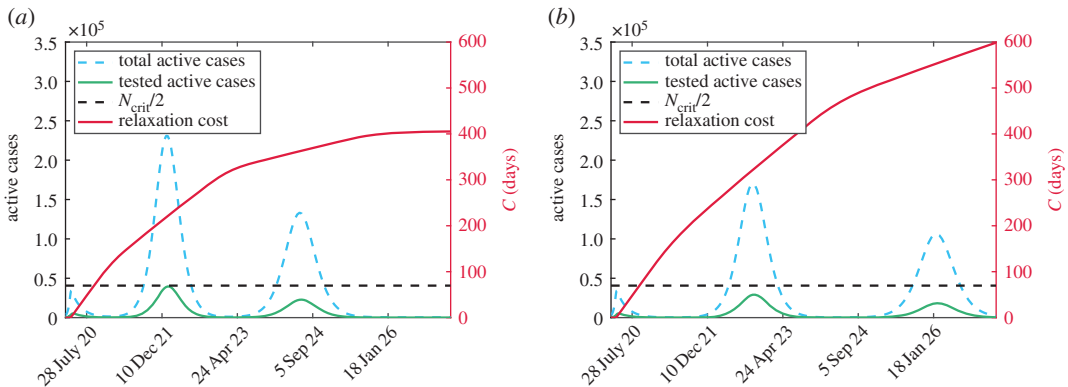 (a)
×10⁵
3.5
3.0
2.5
2.0
1.5
1.0
0.5
0
active cases
total active cases
tested active cases
N_crit/2
relaxation cost
600
500
400
300
200
100
0
C (days)
28 July 20
10 Dec 21
24 Apr 23
5 Sep 24
18 Jan 26
(b)
×10⁵
3.5
3.0
2.5
2.0
1.5
1.0
0.5
0
active cases
total active cases
tested active cases
N_crit/2
relaxation cost
600
500
400
300
200
100
0
C (days)
28 July 20
10 Dec 21
24 Apr 23
5 Sep 24
18 Jan 26